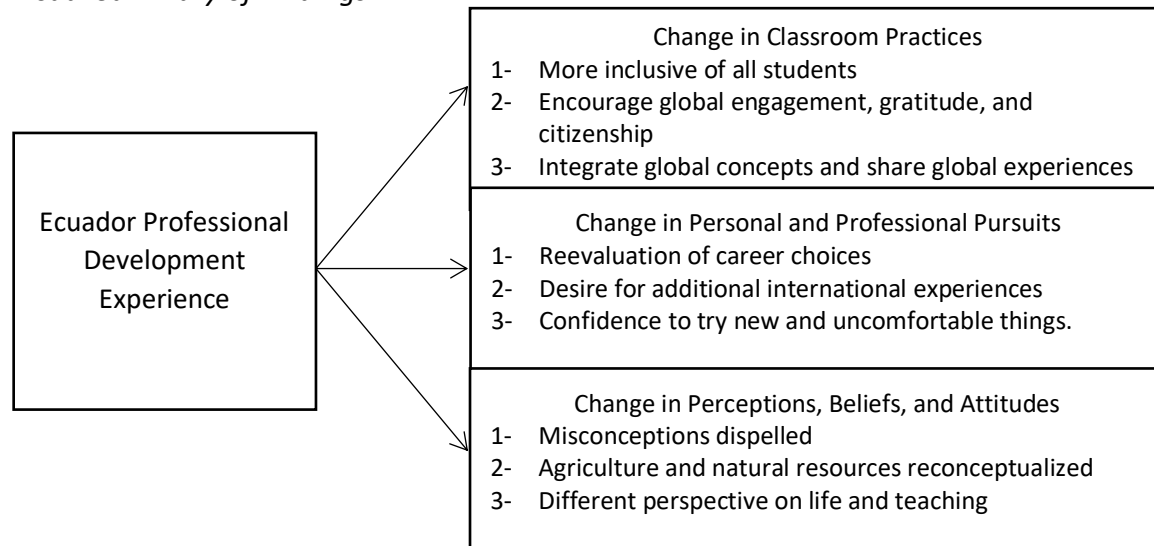 Change in Classroom Practices
1- More inclusive of all students
2- Encourage global engagement, gratitude, and
citizenship
3- Integrate global concepts and share global experiences
Ecuador Professional
Development
Experience
Change in Personal and Professional Pursuits
1- Reevaluation of career choices
2- Desire for additional international experiences
3- Confidence to try new and uncomfortable things.
Change in Perceptions, Beliefs, and Attitudes
1- Misconceptions dispelled
2- Agriculture and natural resources reconceptualized
3- Different perspective on life and teaching